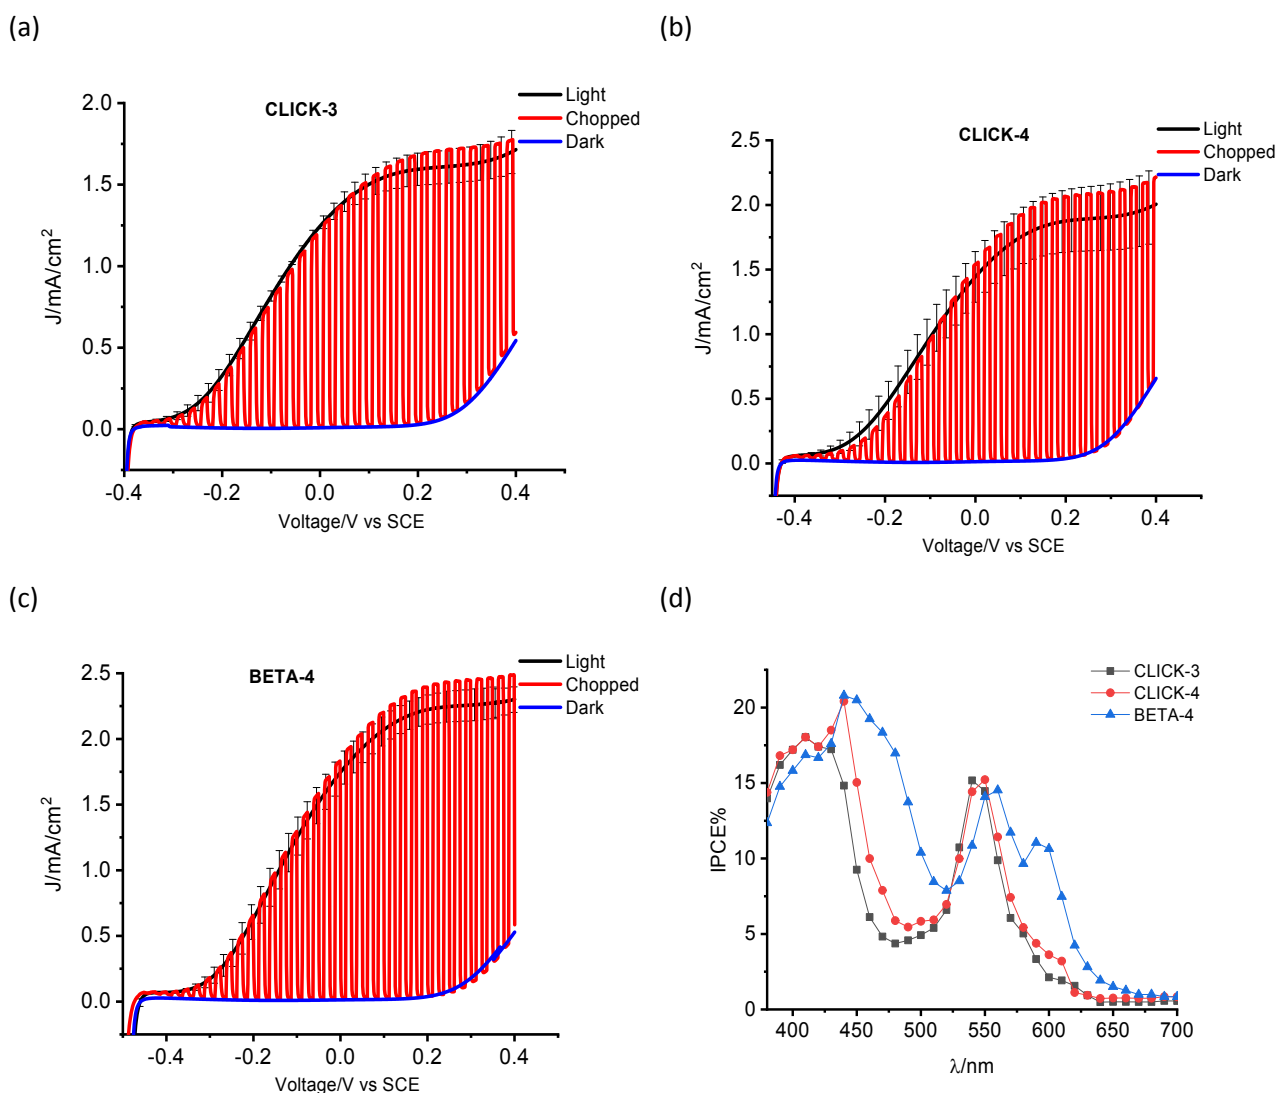 (a)
CLICK-3
Light
Chopped
Dark
2.0
1.5
1.0
0.5
0.0
J/mA/cm²
-0.4 -0.2 0.0 0.2 0.4
Voltage/V vs SCE
(b)
CLICK-4
Light
Chopped
Dark
2.5
2.0
1.5
1.0
0.5
0.0
J/mA/cm²
-0.4 -0.2 0.0 0.2 0.4
Voltage/V vs SCE
(c)
BETA-4
Light
Chopped
Dark
2.5
2.0
1.5
1.0
0.5
0.0
J/mA/cm²
-0.4 -0.2 0.0 0.2 0.4
Voltage/V vs SCE
(d)
CLICK-3
CLICK-4
BETA-4
20
15
10
5
0
IPCE%
400 450 500 550 600 650 700
λ/nm